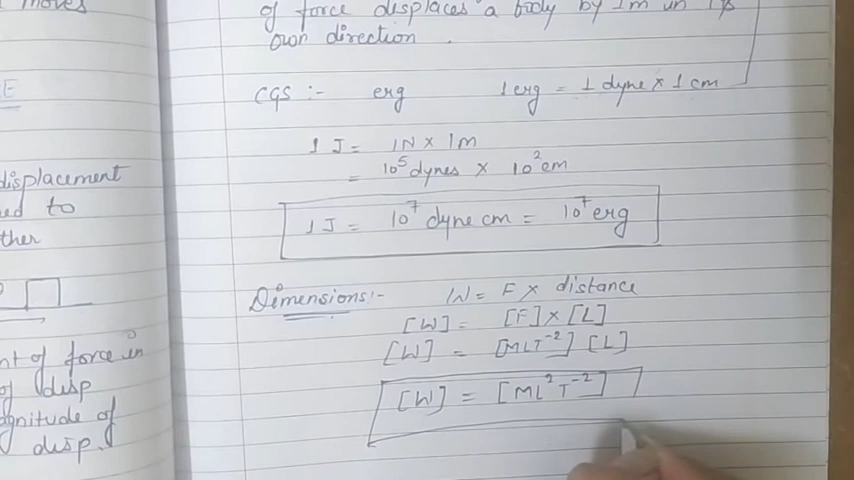 moves
E
displacement
ed to
ther
nt of force in
of disp
agnitude of
disp.
of force displaces a body by 1m in its
own direction.
CGS :- erg 1 erg = 1 dyne × 1 cm
1 J = 1N × 1m
= 10⁵ dynes × 10² cm
1 J = 10⁷ dyne cm = 10⁷ erg
Dimensions :- W = F × distance
[W] = [F] × [L]
[W] = [MLT⁻²] [L]
[W] = [ML²T⁻²]